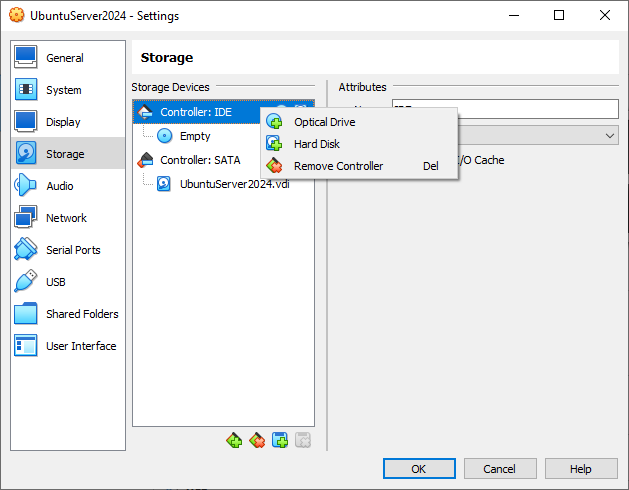 UbuntuServer2024 - Settings
General
System
Display
Storage
Audio
Network
Serial Ports
USB
Shared Folders
User Interface
Storage
Storage Devices
Controller: IDE
Empty
Controller: SATA
UbuntuServer2024.vdi
Optical Drive
Hard Disk
Remove Controller Del
Attributes
I/O Cache
OK
Cancel
Help